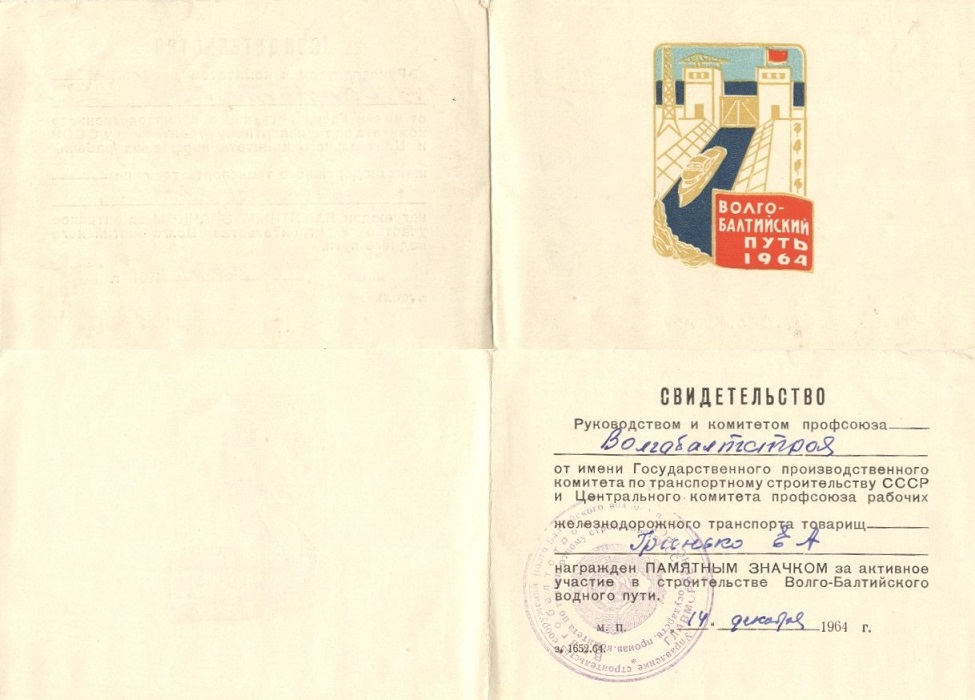 ВОЛГО-
БАЛТИЙСКИЙ
ПУТЬ
1964
СВИДЕТЕЛЬСТВО
Руководством и комитетом профсоюза
Волгобалтстроя
от имени Государственного производственного
комитета по транспортному строительству СССР
и Центрального комитета профсоюза рабочих
железнодорожного транспорта товарищ
Гринько Е А
награжден ПАМЯТНЫМ ЗНАЧКОМ за активное
участие в строительстве Волго-Балтийского
водного пути.
м. п. „14" декабря 1964 г.
з. 1652.64.